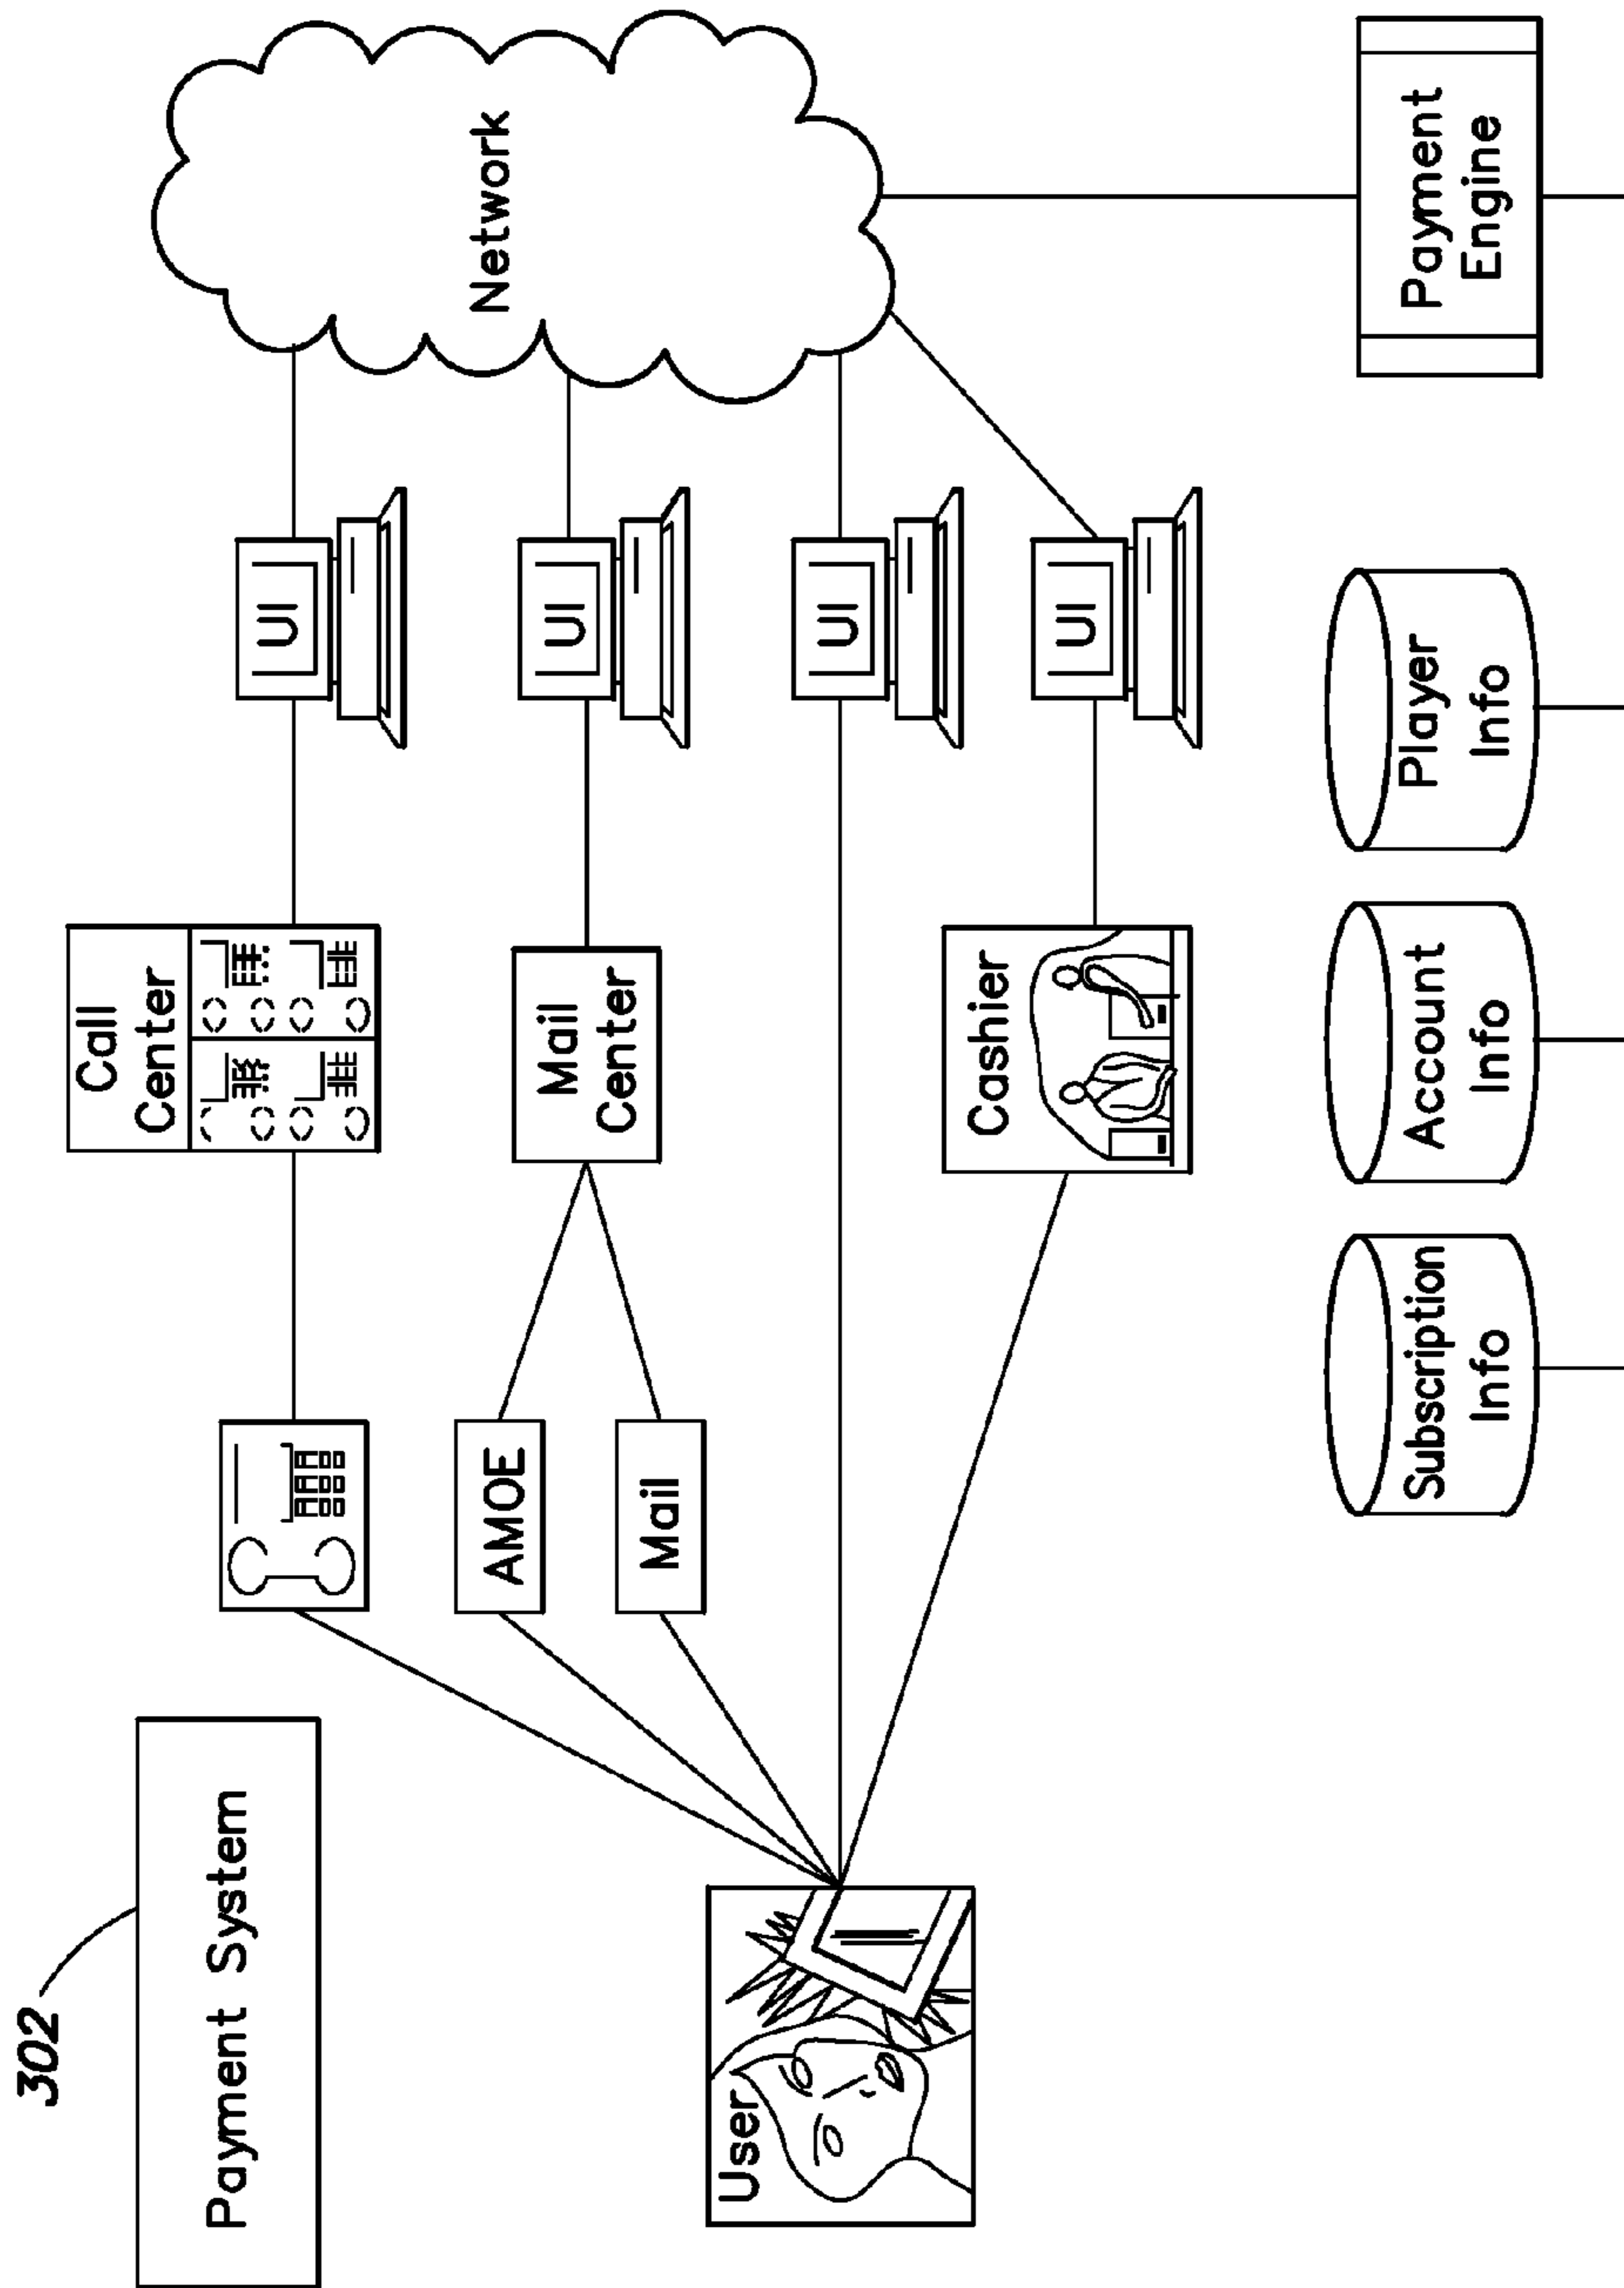 302
Payment System
Call
Center
UI
Network
AMOE
Mail
Center
UI
Mail
User
UI
Cashier
UI
Subscription
Info
Account
Info
Player
Info
Payment
Engine